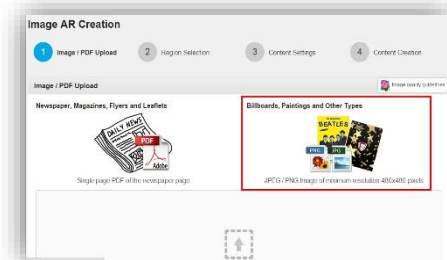 Image AR Creation
1 Image / PDF Upload 2 Region Selection 3 Content Settings 4 Content Creation
Image / PDF Upload
Image quality guidelines
Newspaper, Magazines, Flyers and Leaflets
Billboards, Paintings and Other Types
DAILY NEWS
PDF
Adobe
BEATLES
PNG
JPG
Single page PDF of the newspaper page
JPCG / PNG Image of minimum resolution 480x480 pixels